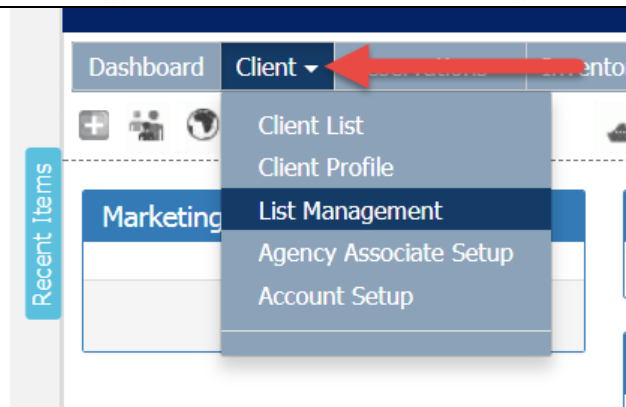 Dashboard Client
Client List
Client Profile
Marketing List Management
Agency Associate Setup
Account Setup
Recent Items